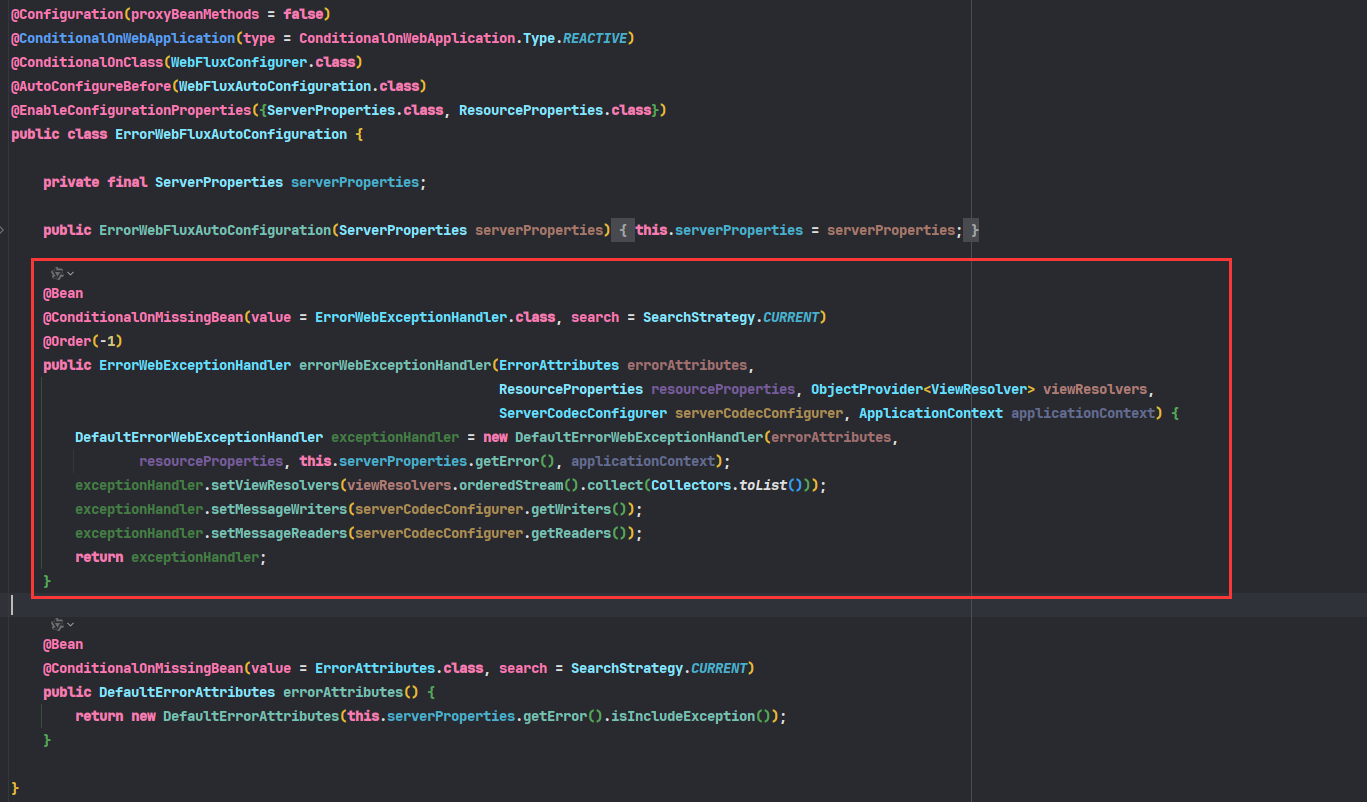 @Configuration(proxyBeanMethods = false)
@ConditionalOnWebApplication(type = ConditionalOnWebApplication.Type.REACTIVE)
@ConditionalOnClass(WebFluxConfigurer.class)
@AutoConfigureBefore(WebFluxAutoConfiguration.class)
@EnableConfigurationProperties({ServerProperties.class, ResourceProperties.class})
public class ErrorWebFluxAutoConfiguration {
private final ServerProperties serverProperties;
public ErrorWebFluxAutoConfiguration(ServerProperties serverProperties) { this.serverProperties = serverProperties; }
@Bean
@ConditionalOnMissingBean(value = ErrorWebExceptionHandler.class, search = SearchStrategy.CURRENT)
@Order(-1)
public ErrorWebExceptionHandler errorWebExceptionHandler(ErrorAttributes errorAttributes,
ResourceProperties resourceProperties, ObjectProvider<ViewResolver> viewResolvers,
ServerCodecConfigurer serverCodecConfigurer, ApplicationContext applicationContext) {
DefaultErrorWebExceptionHandler exceptionHandler = new DefaultErrorWebExceptionHandler(errorAttributes,
resourceProperties, this.serverProperties.getError(), applicationContext);
exceptionHandler.setViewResolvers(viewResolvers.orderedStream().collect(Collectors.toList()));
exceptionHandler.setMessageWriters(serverCodecConfigurer.getWriters());
exceptionHandler.setMessageReaders(serverCodecConfigurer.getReaders());
return exceptionHandler;
}
@Bean
@ConditionalOnMissingBean(value = ErrorAttributes.class, search = SearchStrategy.CURRENT)
public DefaultErrorAttributes errorAttributes() {
return new DefaultErrorAttributes(this.serverProperties.getError().isIncludeException());
}
}